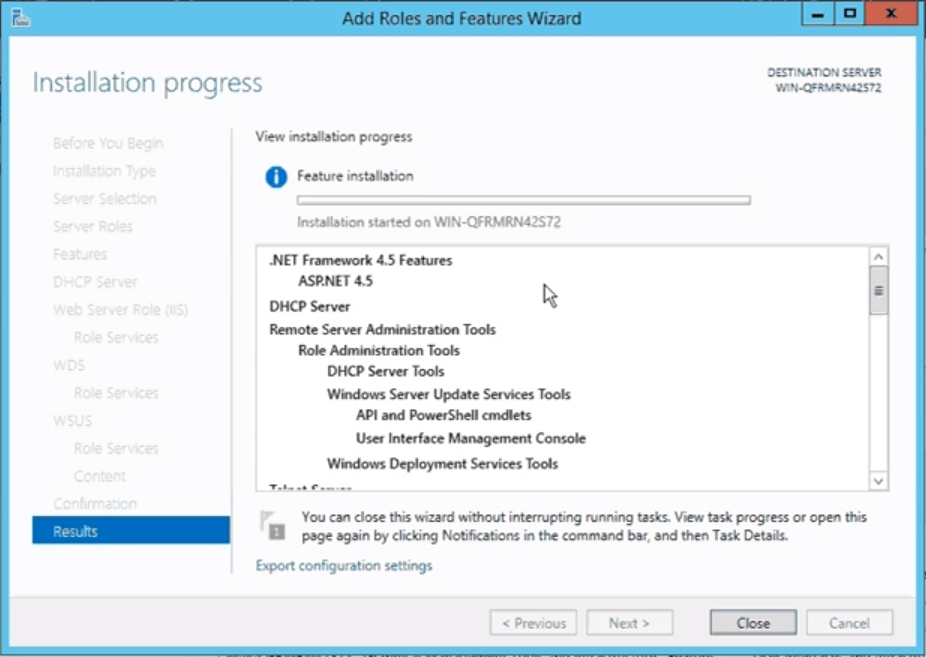 Add Roles and Features Wizard
Installation progress
DESTINATION SERVER
WIN-QFRMRN42S72
Before You Begin
Installation Type
Server Selection
Server Roles
Features
DHCP Server
Web Server Role (IIS)
Role Services
WDS
Role Services
WSUS
Role Services
Content
Confirmation
Results
View installation progress
Feature installation
Installation started on WIN-QFRMRN42S72
.NET Framework 4.5 Features
ASP.NET 4.5
DHCP Server
Remote Server Administration Tools
Role Administration Tools
DHCP Server Tools
Windows Server Update Services Tools
API and PowerShell cmdlets
User Interface Management Console
Windows Deployment Services Tools
Telnet Server
1
You can close this wizard without interrupting running tasks. View task progress or open this
page again by clicking Notifications in the command bar, and then Task Details.
Export configuration settings
< Previous
Next >
Close
Cancel